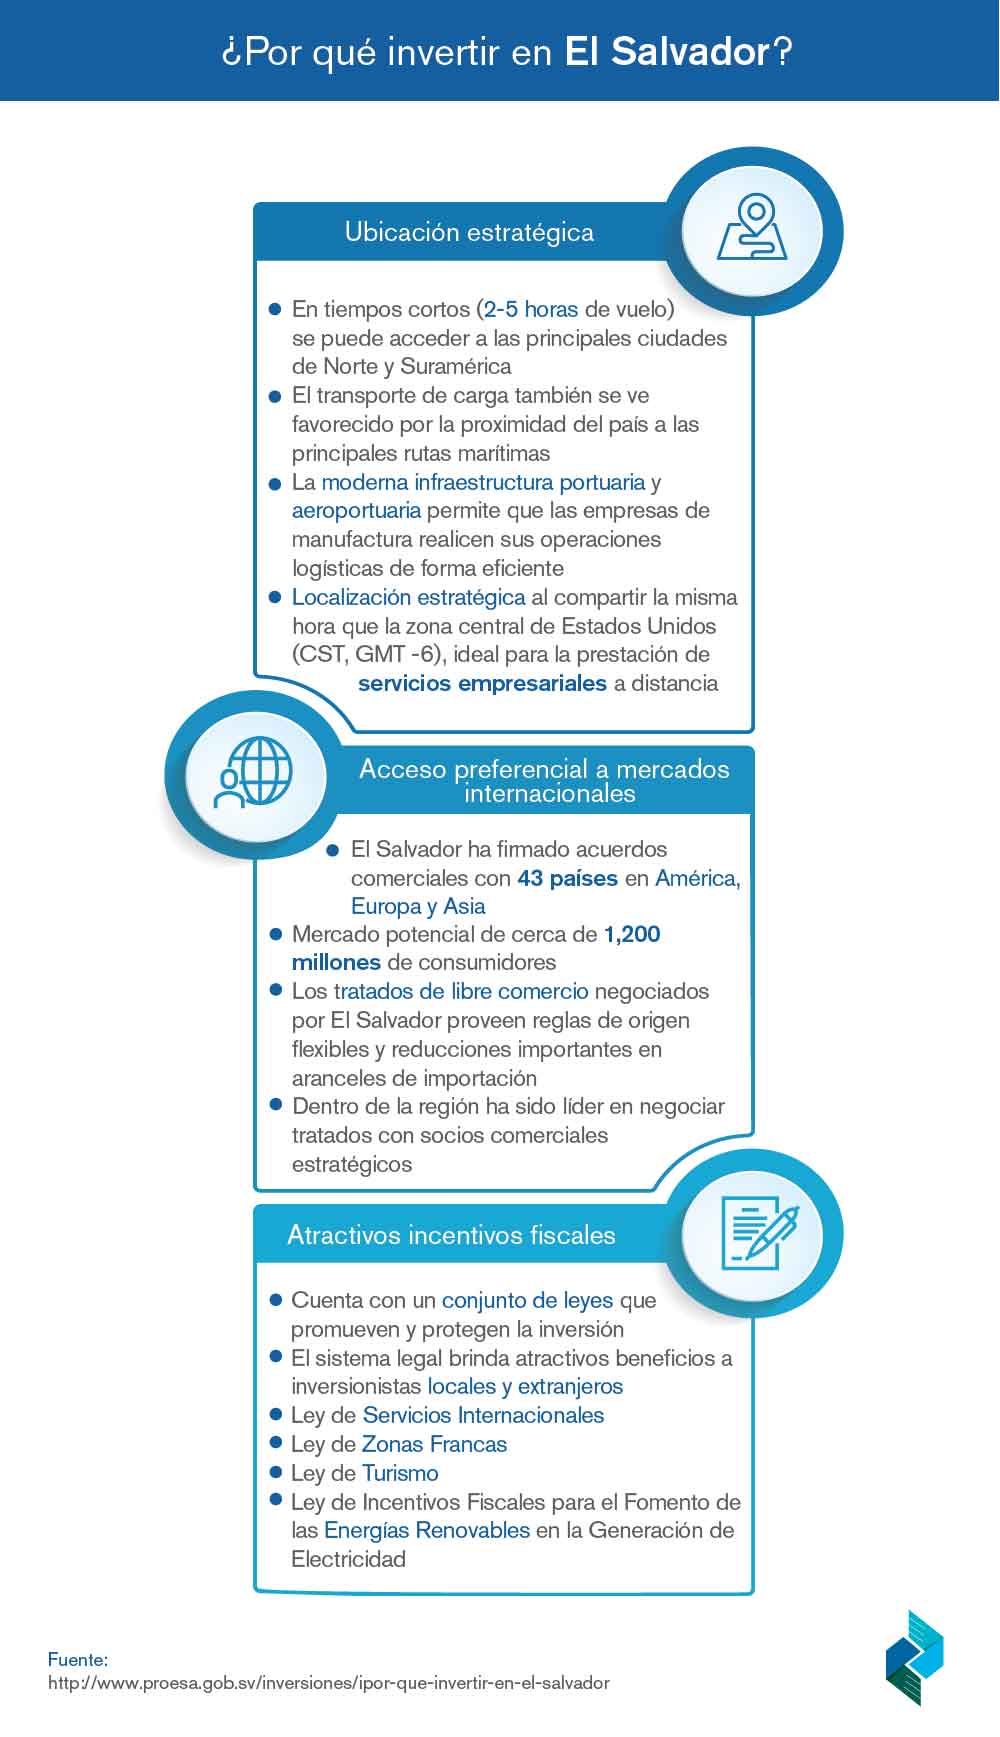 ¿Por qué invertir en El Salvador?
Ubicación estratégica
En tiempos cortos (2-5 horas de vuelo)
se puede acceder a las principales ciudades
de Norte y Suramérica
El transporte de carga también se ve
favorecido por la proximidad del país a las
principales rutas marítimas
La moderna infraestructura portuaria y
aeroportuaria permite que las empresas de
manufactura realicen sus operaciones
logísticas de forma eficiente
Localización estratégica al compartir la misma
hora que la zona central de Estados Unidos
(CST, GMT -6), ideal para la prestación de
servicios empresariales a distancia
Acceso preferencial a mercados
internacionales
El Salvador ha firmado acuerdos
comerciales con 43 países en América,
Europa y Asia
Mercado potencial de cerca de 1,200
millones de consumidores
Los tratados de libre comercio negociados
por El Salvador proveen reglas de origen
flexibles y reducciones importantes en
aranceles de importación
Dentro de la región ha sido líder en negociar
tratados con socios comerciales
estratégicos
Atractivos incentivos fiscales
Cuenta con un conjunto de leyes que
promueven y protegen la inversión
El sistema legal brinda atractivos beneficios a
inversionistas locales y extranjeros
Ley de Servicios Internacionales
Ley de Zonas Francas
Ley de Turismo
Ley de Incentivos Fiscales para el Fomento de
las Energías Renovables en la Generación de
Electricidad
Fuente:
http://www.proesa.gob.sv/inversiones/ipor-que-invertir-en-el-salvador